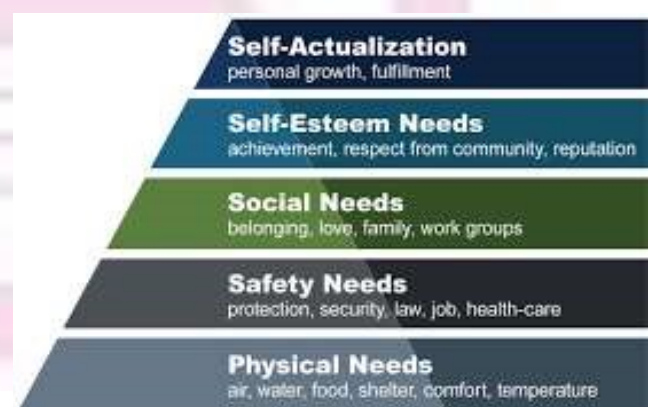 Self-Actualization
personal growth, fulfillment
Self-Esteem Needs
achievement, respect from community, reputation
Social Needs
belonging, love, family, work groups
Safety Needs
protection, security, law, job, health-care
Physical Needs
air, water, food, shelter, comfort, temperature